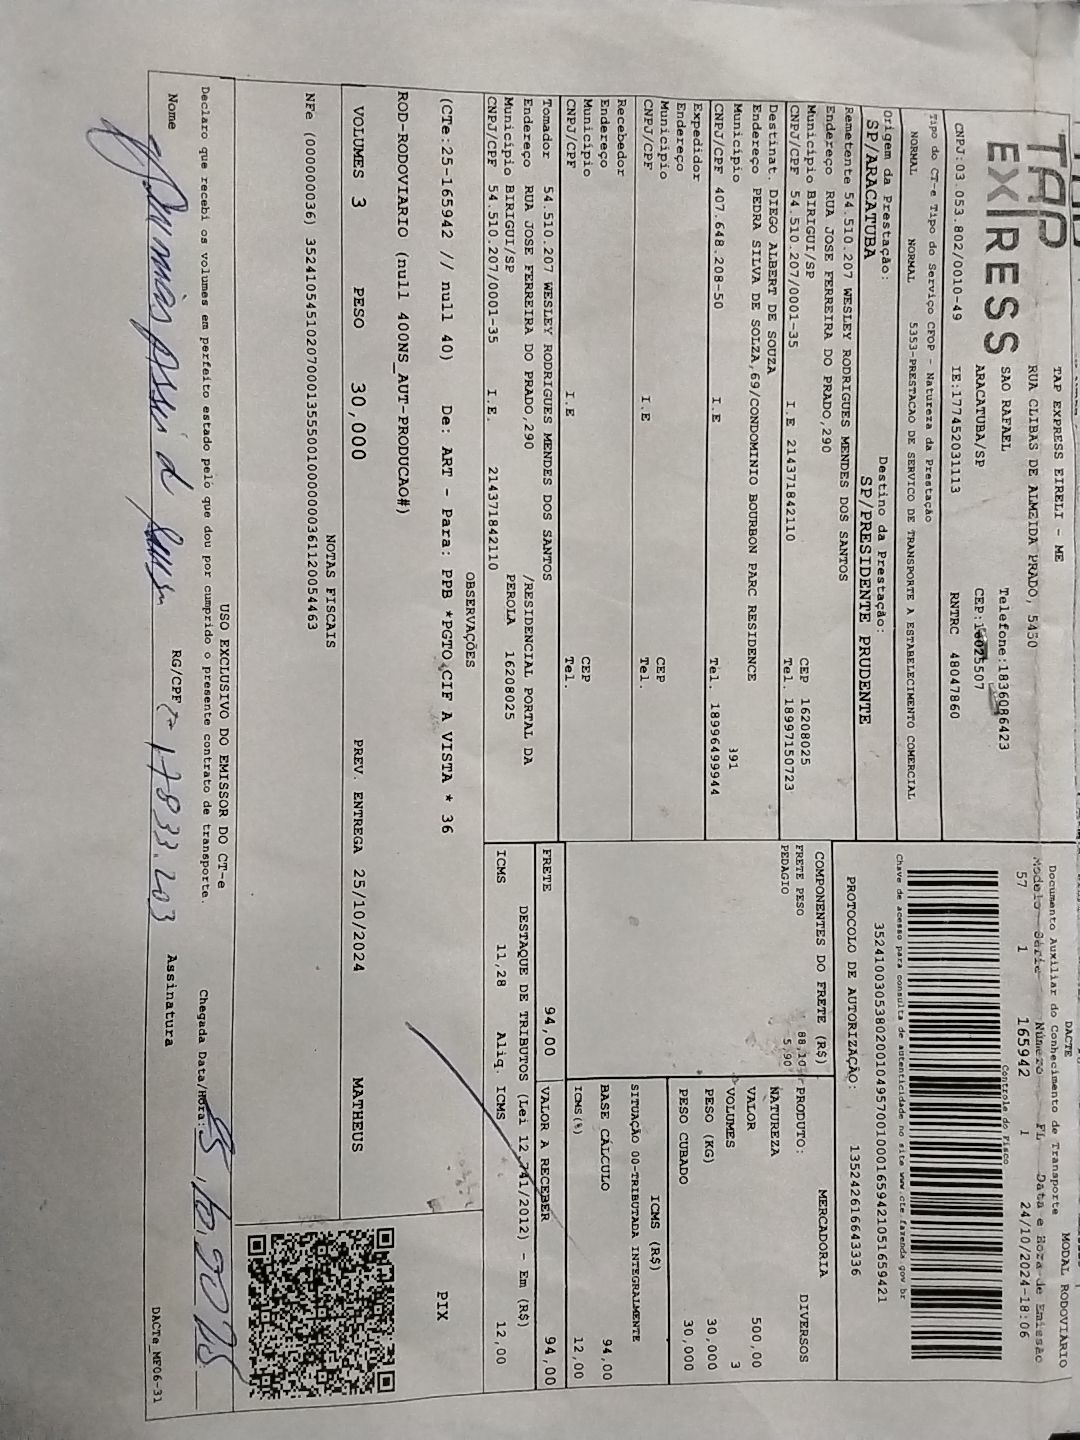 TAP
EXPRESS
TAP EXPRESS EIRELI - ME
RUA CLIBAS DE ALMEIDA PRADO, 5450
SAO RAFAEL Telefone:1836086423
ARACATUBA/SP CEP:16025507
CNPJ:03.053.802/0010-49 IE:177452031113 RNTRC 48047860
Tipo do CT-e Tipo do Serviço CFOP - Natureza da Prestação
NORMAL NORMAL 5353-PRESTACAO DE SERVICO DE TRANSPORTE A ESTABELECIMENTO COMERCIAL
Origem da Prestação: Destino da Prestação:
SP/ARACATUBA SP/PRESIDENTE PRUDENTE
Remetente 54.510.207 WESLEY RODRIGUES MENDES DOS SANTOS
Endereço RUA JOSE FERREIRA DO PRADO,290
Município BIRIGUI/SP CEP 16208025
CNPJ/CPF 54.510.207/0001-35 I.E 214371842110 Tel. 18997150723
Destinat. DIEGO ALBERT DE SOUZA
Endereço PEDRA SILVA DE SOLZA,69/CONDOMINIO BOURBON PARC RESIDENCE
Município 391
CNPJ/CPF 407.648.208-50 I.E Tel. 18996499944
Expedidor
Endereço
Município CEP
CNPJ/CPF I.E Tel.
Recebedor
Endereço
Município CEP
CNPJ/CPF I.E Tel.
Tomador 54.510.207 WESLEY RODRIGUES MENDES DOS SANTOS
Endereço RUA JOSE FERREIRA DO PRADO,290 /RESIDENCIAL PORTAL DA
Município BIRIGUI/SP PEROLA 16208025
CNPJ/CPF 54.510.207/0001-35 I.E. 214371842110
DACTE MODAL RODOVIÁRIO
Documento Auxiliar do Conhecimento de Transporte
Modelo Série Número FL Data e Hora de Emissão
57 1 165942 1 24/10/2024-18:06
Controle do Fisco
Chave de acesso para consulta de autenticidade no site www.cte.fazenda.gov.br
35241003053802001049570010001659421051659421
PROTOCOLO DE AUTORIZAÇÃO: 135242616643336
COMPONENTES DO FRETE (R$)
FRETE PESO 88,10
PEDAGIO 5,90
PRODUTO: MERCADORIA
NATUREZA DIVERSOS
VALOR 500,00
VOLUMES 3
PESO (KG) 30,000
PESO CUBADO 30,000
ICMS (R$)
SITUAÇÃO 00-TRIBUTADA INTEGRALMENTE
BASE CÁLCULO 94,00
ICMS(%) 12,00
FRETE 94,00 VALOR A RECEBER 94,00
DESTAQUE DE TRIBUTOS (Lei 12.741/2012) - Em (R$)
ICMS 11,28 Aliq. ICMS 12,00
OBSERVAÇÕES
(CTe:25-165942 // null 40) De: ART - Para: PPB *PGTO CIF A VISTA * 36
PIX
ROD-RODOVIARIO (null 400NS_AUT-PRODUCAO#)
VOLUMES 3 PESO 30,000 PREV. ENTREGA 25/10/2024 MATHEUS
NOTAS FISCAIS
NFe (000000036) 35241054510207000135550010000000361120054463
USO EXCLUSIVO DO EMISSOR DO CT-e
Declaro que recebi os volumes em perfeito estado pelo que dou por cumprido o presente contrato de transporte. Chegada Data/Hora:
Nome RG/CPF 17833.203 Assinatura
DACTe_MF06-31